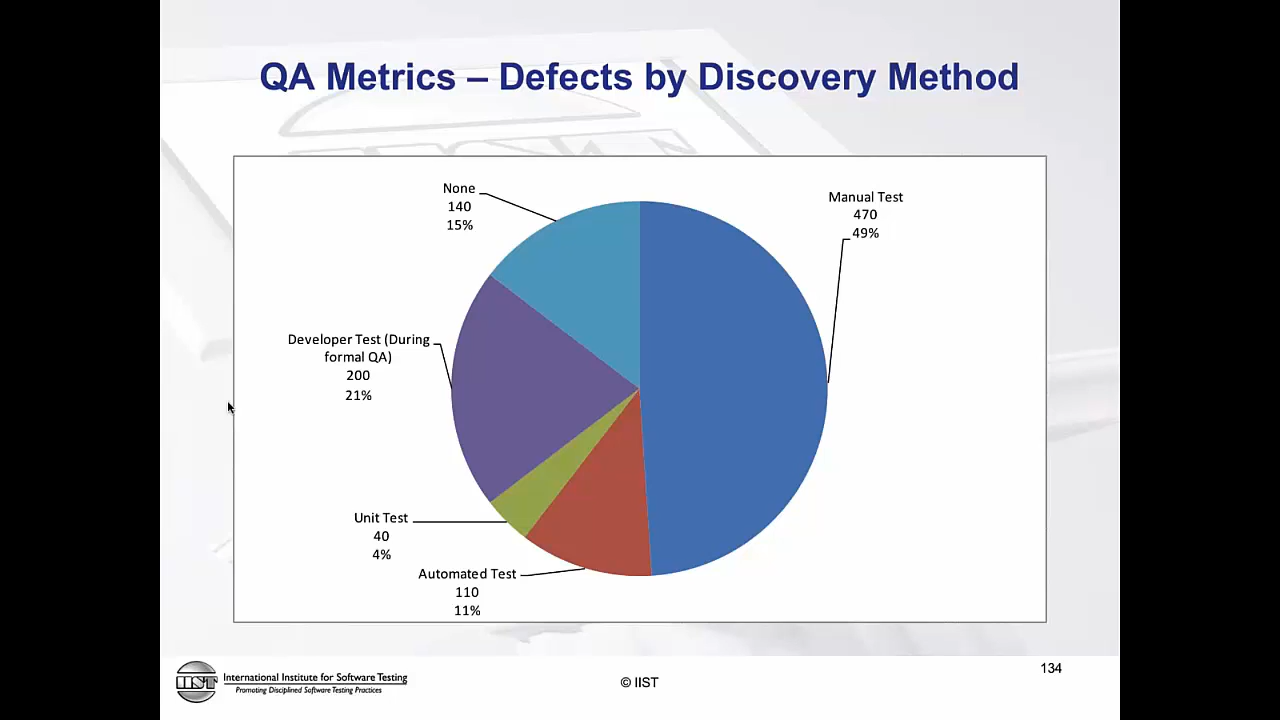 QA Metrics – Defects by Discovery Method
None
140
15%
Manual Test
470
49%
Developer Test (During
formal QA)
200
21%
Unit Test
40
4%
Automated Test
110
11%
IIST
International Institute for Software Testing
Promoting Disciplined Software Testing Practices
© IIST
134